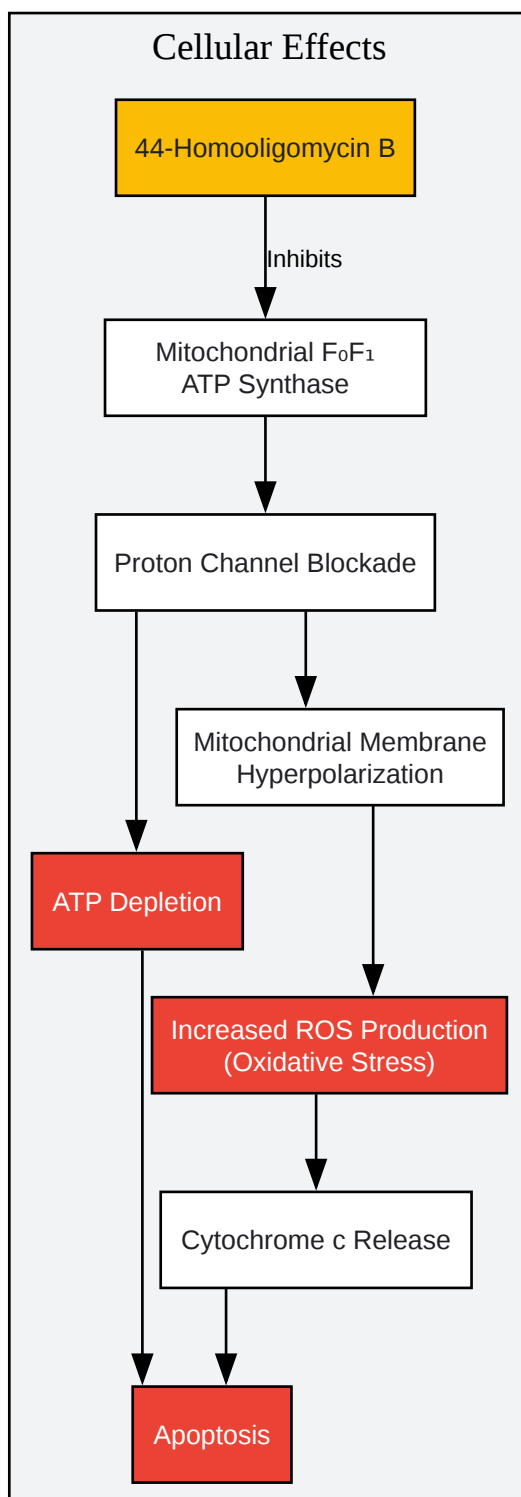 Cellular Effects
44-Homooligomycin B
Inhibits
Mitochondrial F₀F₁
ATP Synthase
Proton Channel Blockade
Mitochondrial Membrane
Hyperpolarization
ATP Depletion
Increased ROS Production
(Oxidative Stress)
Cytochrome c Release
Apoptosis